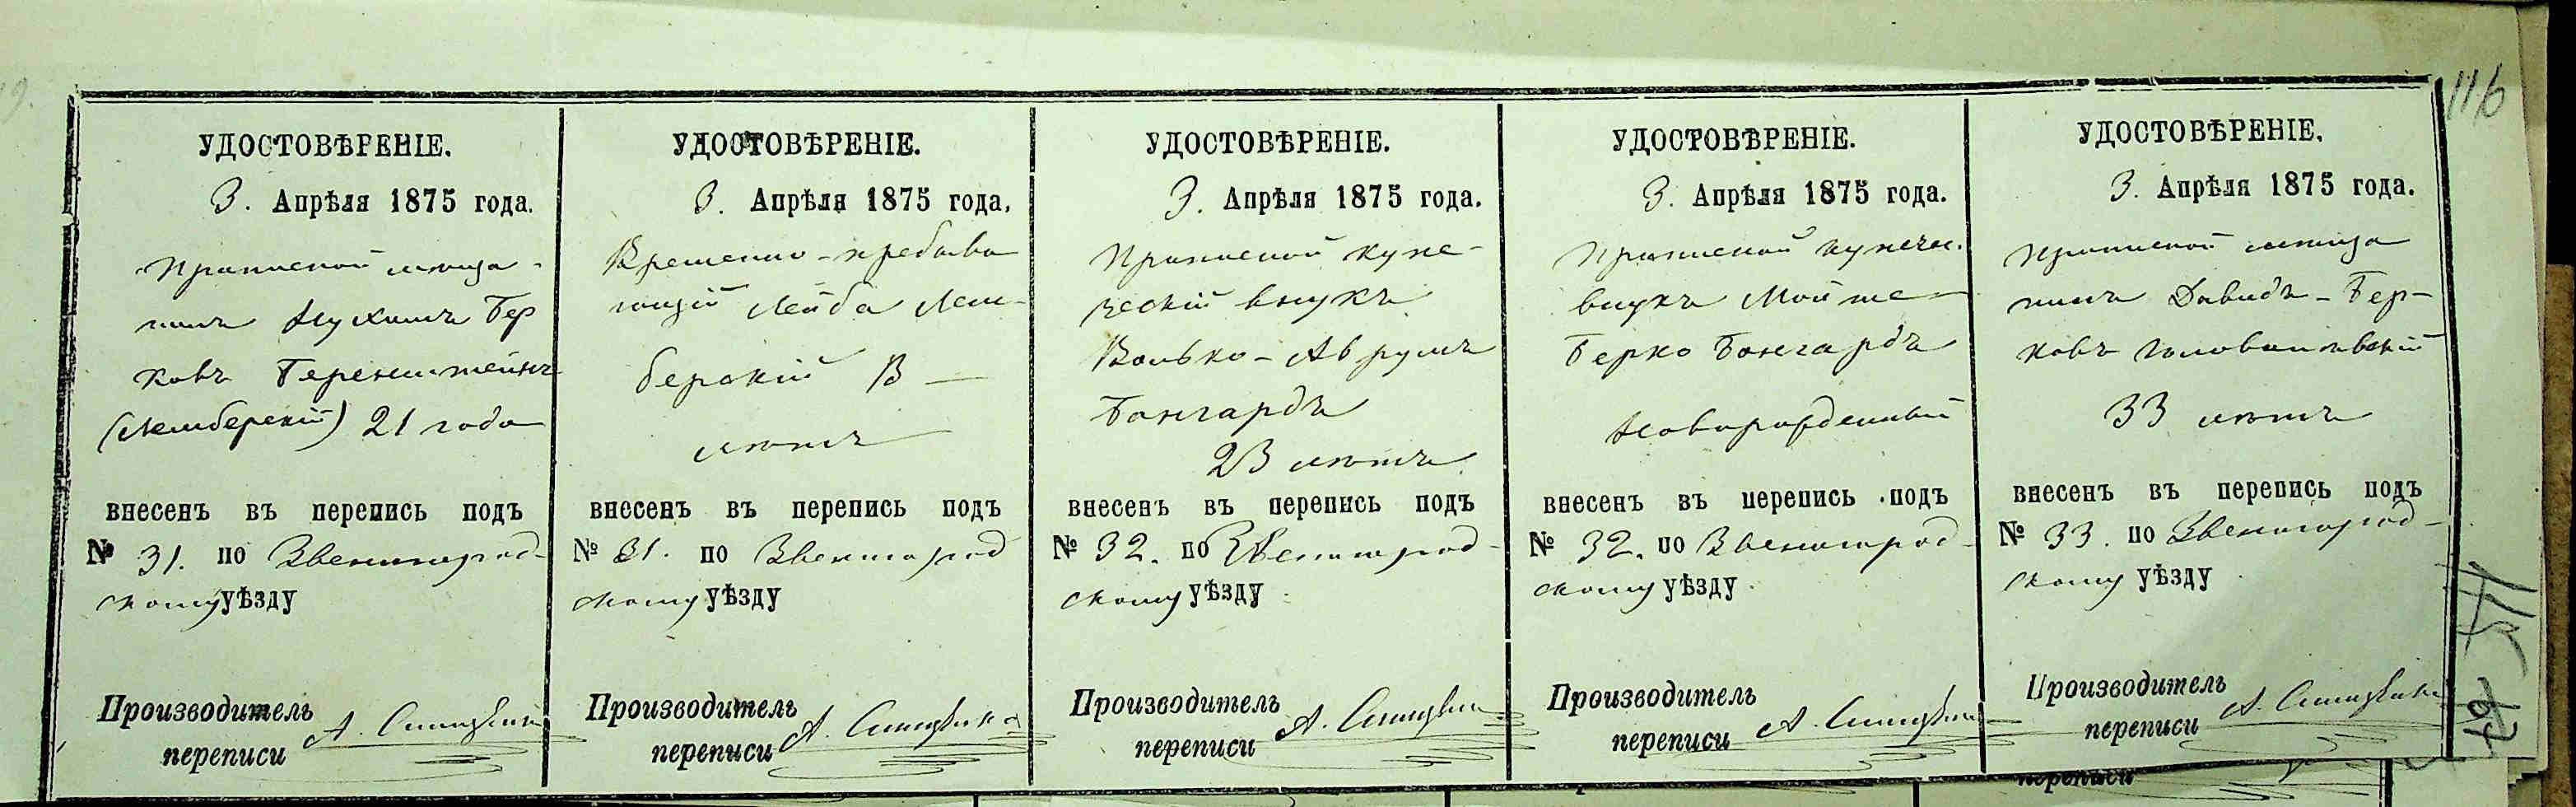 116
УДОСТОВѢРЕНІЕ.
3. Апрѣля 1875 года.
Приписной мѣща-
нинъ Нухимъ Бер
ковъ Беренштейнъ
(Лемберскій) 21 года
внесенъ въ перепись подъ
№ 31. по Звенигород-
скому уѣзду
Производитель
переписи А.
УДОСТОВѢРЕНІЕ.
3. Апрѣля 1875 года.
Временно-пребыва
ющій Лейба Лем-
берскій 3
лѣтъ
внесенъ въ перепись подъ
№ 31. по Звенигород
скому уѣзду
Производитель
переписи А.
УДОСТОВѢРЕНІЕ.
3. Апрѣля 1875 года.
Приписной купе-
ческій внукъ
Волько-Аврумъ
Бонгардъ
23 лѣтъ
внесенъ въ перепись подъ
№ 32. по Звенигород-
скому уѣзду
Производитель
переписи А.
УДОСТОВѢРЕНІЕ.
3. Апрѣля 1875 года.
Приписной купечес.
внукъ Мойше-
Берко Бонгардъ
Новорожденный
внесенъ въ перепись подъ
№ 32. по Звенигород-
скому уѣзду
Производитель
переписи А.
УДОСТОВѢРЕНІЕ.
3. Апрѣля 1875 года.
Приписной мѣща
нинъ Давидъ-Бер-
ковъ
33 лѣтъ
внесенъ въ перепись подъ
№ 33. по Звенигород-
скому уѣзду
Производитель
переписи А.
переписи